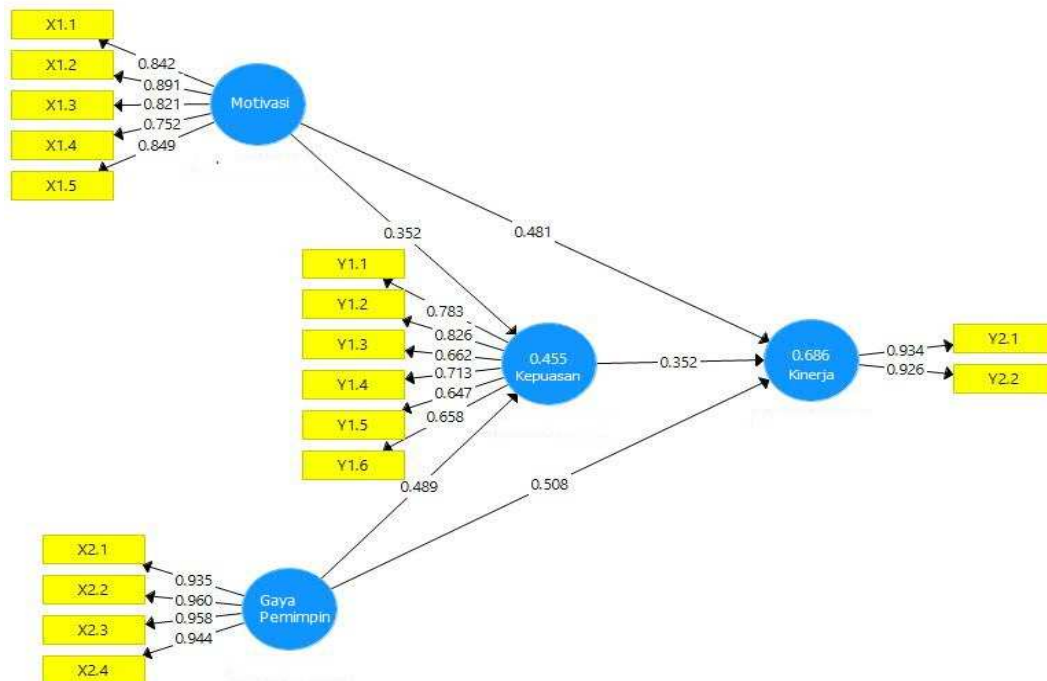 X1.1
X1.2
X1.3
X1.4
X1.5
0.842
0.891
0.821
0.752
0.849
Motivasi
0.352
0.481
Y1.1
Y1.2
Y1.3
Y1.4
Y1.5
Y1.6
0.783
0.826
0.662
0.713
0.647
0.658
0.455
Kepuasan
0.352
0.686
Kinerja
0.934
0.926
Y2.1
Y2.2
0.489
0.508
X2.1
X2.2
X2.3
X2.4
0.935
0.960
0.958
0.944
Gaya
Pemimpin